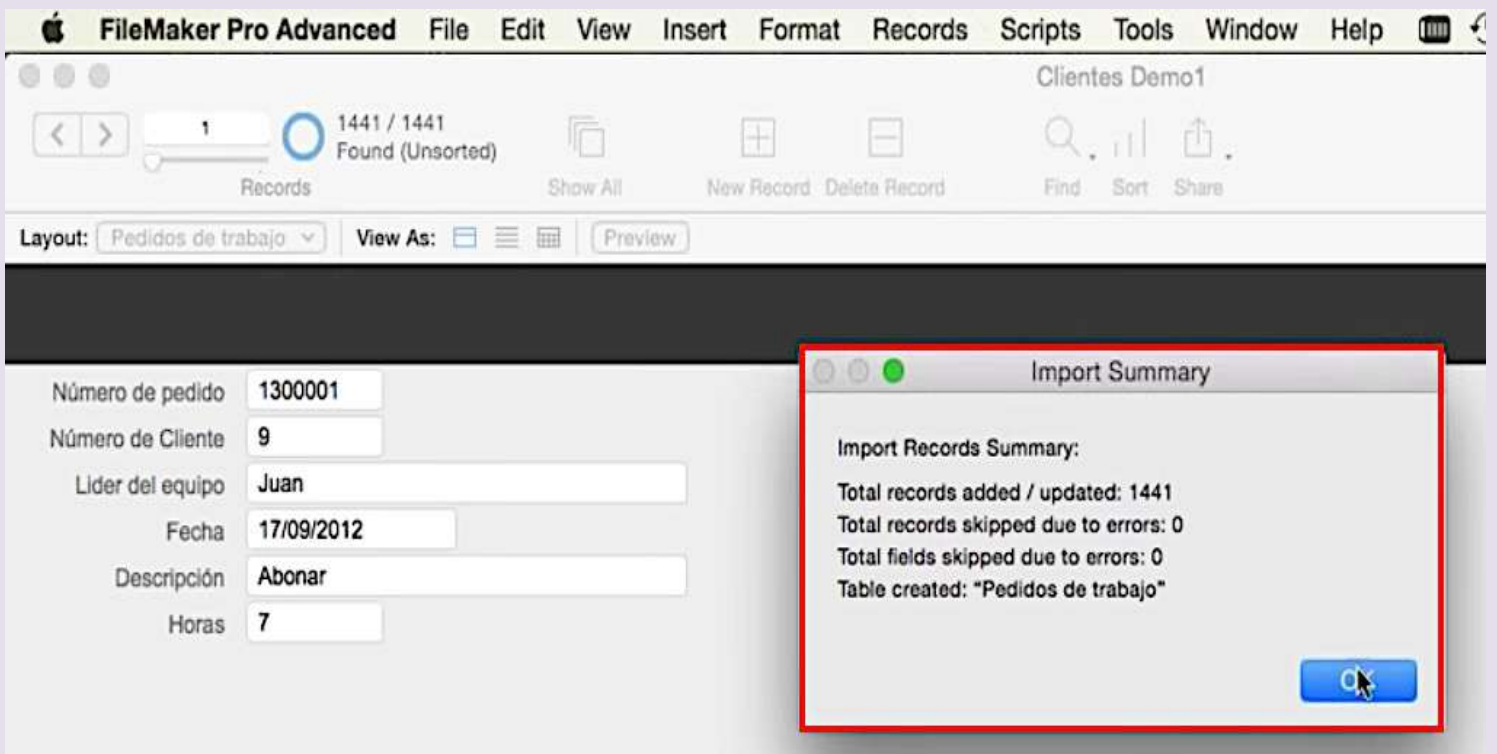 FileMaker Pro Advanced File Edit View Insert Format Records Scripts Tools Window Help
Clientes Demo1
1
1441 / 1441
Found (Unsorted)
Records Show All New Record Delete Record Find Sort Share
Layout: Pedidos de trabajo View As: Preview
Número de pedido 1300001
Número de Cliente 9
Lider del equipo Juan
Fecha 17/09/2012
Descripción Abonar
Horas 7
Import Summary
Import Records Summary:
Total records added / updated: 1441
Total records skipped due to errors: 0
Total fields skipped due to errors: 0
Table created: “Pedidos de trabajo”
OK